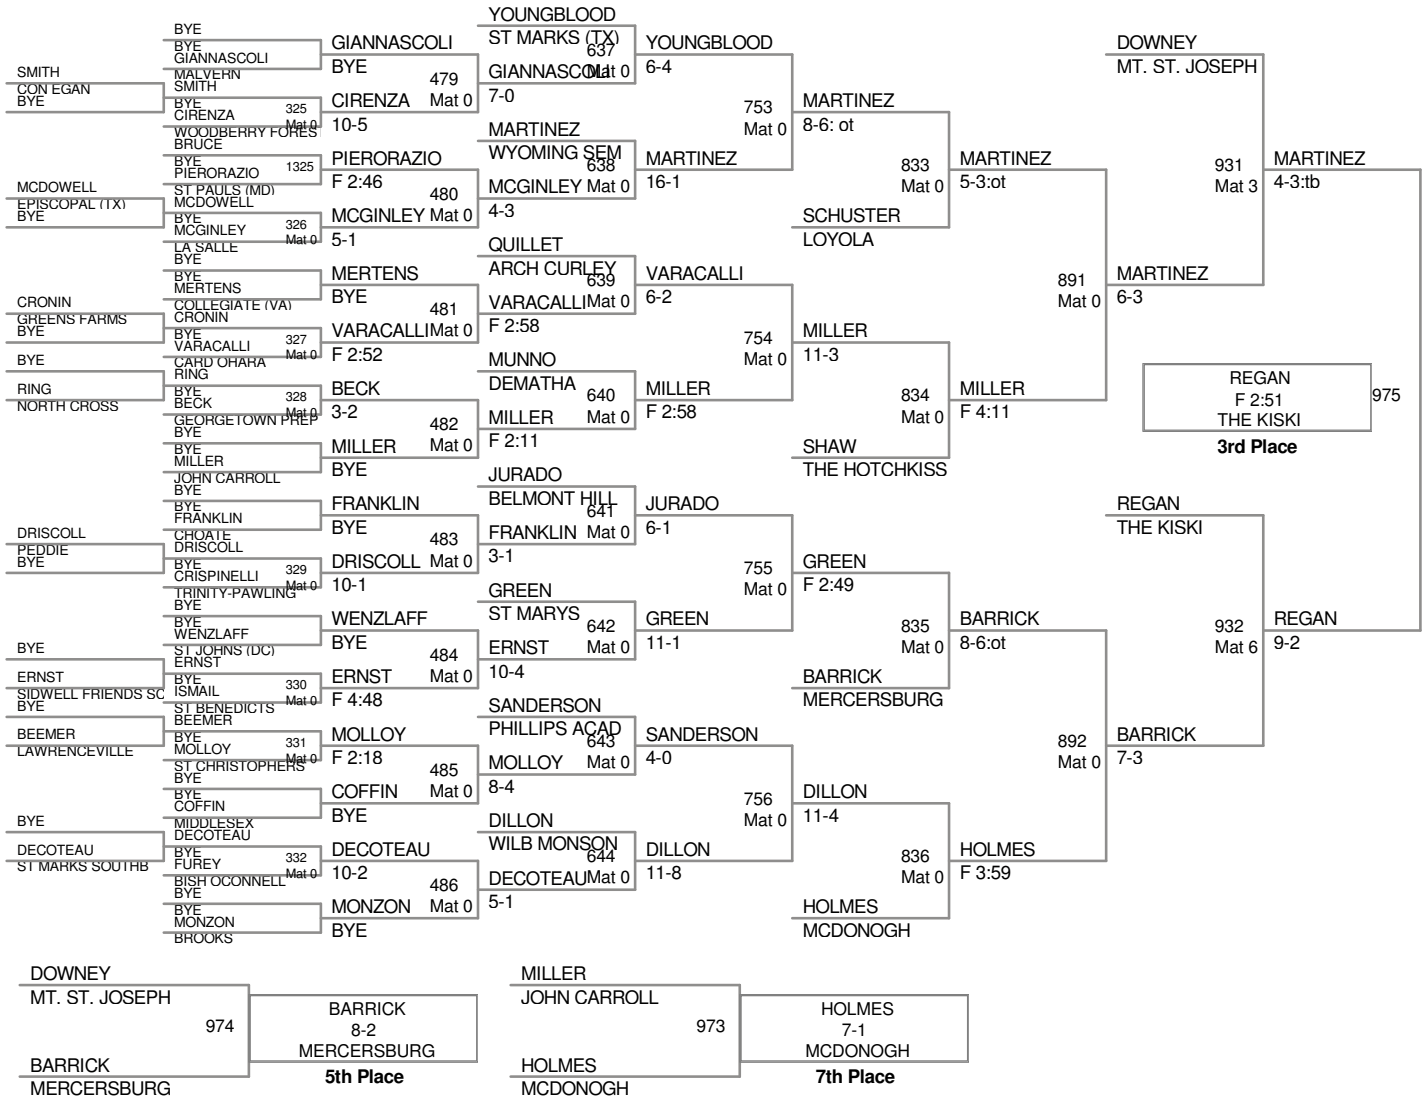 SMITH
CON EGAN
BYE
MCDOWELL
EPISCOPAL (TX)
BYE
CRONIN
GREENS FARMS
BYE
BYE
RING
NORTH CROSS
DRISCOLL
PEDDIE
BYE
BYE
ERNST
SIDWELL FRIENDS SC
BYE
BEEMER
LAWRENCEVILLE
BYE
DECOTEAU
ST MARKS SOUTHB
BYE
BYE
GIANNASCOLI
MALVERN
SMITH
BYE
CIRENZA
325
Mat 0
WOODBERRY FORES
BRUCE
BYE
PIERORAZIO
1325
ST PAULS (MD)
MCDOWELL
BYE
MCGINLEY
326
Mat 0
LA SALLE
BYE
BYE
MERTENS
COLLEGIATE (VA)
CRONIN
BYE
VARACALLI
327
Mat 0
CARD OHARA
RING
BYE
BECK
328
Mat 0
GEORGETOWN PREP
BYE
BYE
MILLER
JOHN CARROLL
BYE
BYE
FRANKLIN
CHOATE
DRISCOLL
BYE
CRISPINELLI
329
Mat 0
TRINITY-PAWLING
BYE
BYE
WENZLAFF
ST JOHNS (DC)
ERNST
BYE
ISMAIL
330
Mat 0
ST BENEDICTS
BEEMER
BYE
MOLLOY
331
Mat 0
ST CHRISTOPHERS
BYE
BYE
COFFIN
MIDDLESEX
DECOTEAU
BYE
FUREY
332
Mat 0
BISH OCONNELL
BYE
BYE
MONZON
BROOKS
GIANNASCOLI
BYE
479
Mat 0
CIRENZA
10-5
PIERORAZIO
F 2:46
480
Mat 0
MCGINLEY
5-1
MERTENS
BYE
481
Mat 0
VARACALLI
F 2:52
BECK
3-2
482
Mat 0
MILLER
BYE
FRANKLIN
BYE
483
Mat 0
DRISCOLL
10-1
WENZLAFF
BYE
484
Mat 0
ERNST
F 4:48
MOLLOY
F 2:18
485
Mat 0
COFFIN
BYE
DECOTEAU
10-2
486
Mat 0
MONZON
BYE
YOUNGBLOOD
ST MARKS (TX)
637
Mat 0
GIANNASCOLI
7-0
MARTINEZ
WYOMING SEM
638
Mat 0
MCGINLEY
4-3
QUILLET
ARCH CURLEY
639
Mat 0
VARACALLI
F 2:58
MUNNO
DEMATHA
640
Mat 0
MILLER
F 2:11
JURADO
BELMONT HILL
641
Mat 0
FRANKLIN
3-1
GREEN
ST MARYS
642
Mat 0
ERNST
10-4
SANDERSON
PHILLIPS ACAD
643
Mat 0
MOLLOY
8-4
DILLON
WILB MONSON
644
Mat 0
DECOTEAU
5-1
YOUNGBLOOD
6-4
753
Mat 0
MARTINEZ
16-1
VARACALLI
6-2
754
Mat 0
MILLER
F 2:58
JURADO
6-1
755
Mat 0
GREEN
11-1
SANDERSON
4-0
756
Mat 0
DILLON
11-8
MARTINEZ
8-6: ot
833
Mat 0
SCHUSTER
LOYOLA
MILLER
11-3
834
Mat 0
SHAW
THE HOTCHKISS
GREEN
F 2:49
835
Mat 0
BARRICK
MERCERSBURG
DILLON
11-4
836
Mat 0
HOLMES
MCDONOGH
MARTINEZ
5-3:ot
891
Mat 0
MILLER
F 4:11
BARRICK
8-6:ot
892
Mat 0
HOLMES
F 3:59
DOWNEY
MT. ST. JOSEPH
931
Mat 3
MARTINEZ
6-3
REGAN
THE KISKI
932
Mat 6
BARRICK
7-3
MARTINEZ
4-3:tb
REGAN
F 2:51
THE KISKI
975
3rd Place
REGAN
9-2
DOWNEY
MT. ST. JOSEPH
974
BARRICK
MERCERSBURG
BARRICK
8-2
MERCERSBURG
5th Place
MILLER
JOHN CARROLL
973
HOLMES
MCDONOGH
HOLMES
7-1
MCDONOGH
7th Place